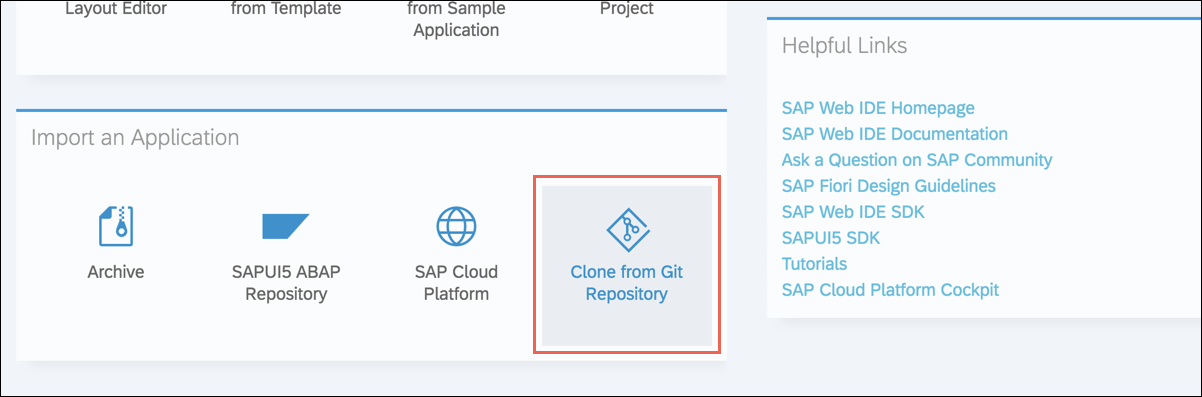 Layout Editor
from Template
from Sample
Application
Project
Import an Application
Archive
SAPUI5 ABAP
Repository
SAP Cloud
Platform
Clone from Git
Repository
Helpful Links
SAP Web IDE Homepage
SAP Web IDE Documentation
Ask a Question on SAP Community
SAP Fiori Design Guidelines
SAP Web IDE SDK
SAPUI5 SDK
Tutorials
SAP Cloud Platform Cockpit